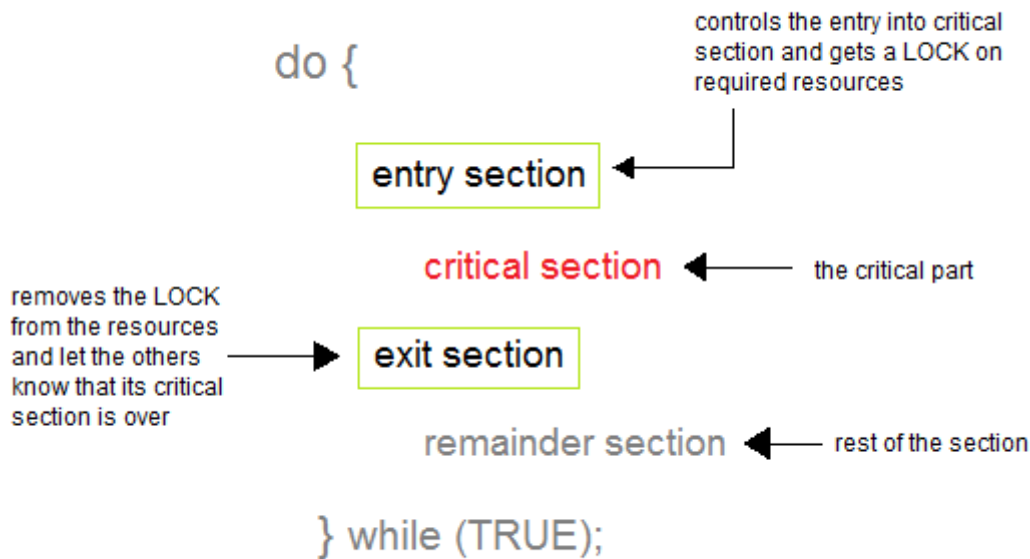 controls the entry into critical
section and gets a LOCK on
required resources
do {
entry section
critical section
the critical part
removes the LOCK
from the resources
and let the others
know that its critical
section is over
exit section
remainder section
rest of the section
} while (TRUE);